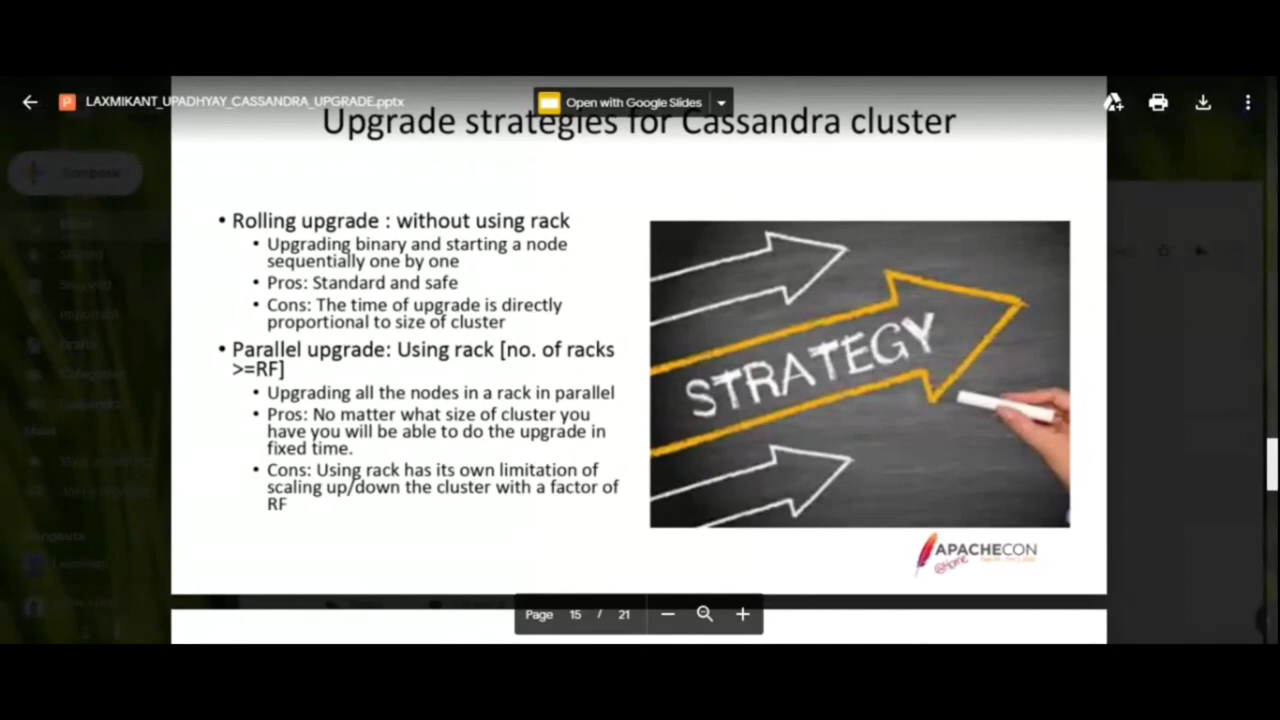 LAXMIKANT_UPADHYAY_CASSANDRA_UPGRADE.pptx
Open with Google Slides
Upgrade strategies for Cassandra cluster
• Rolling upgrade : without using rack
• Upgrading binary and starting a node
sequentially one by one
• Pros: Standard and safe
• Cons: The time of upgrade is directly
proportional to size of cluster
• Parallel upgrade: Using rack [no. of racks
>=RF]
• Upgrading all the nodes in a rack in parallel
• Pros: No matter what size of cluster you
have you will be able to do the upgrade in
fixed time.
• Cons: Using rack has its own limitation of
scaling up/down the cluster with a factor of
RF
STRATEGY
APACHECON
@Home
Page 15 / 21
Compose